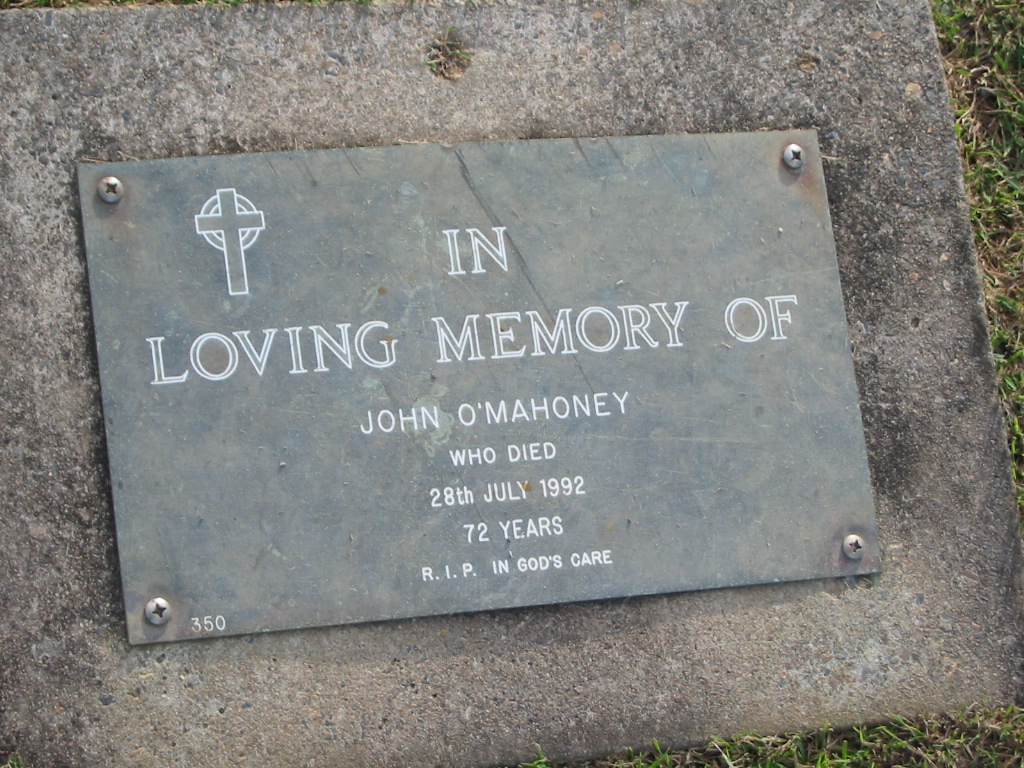 IN
LOVING MEMORY OF
JOHN O'MAHONEY
WHO DIED
28th JULY 1992
72 YEARS
R. I. P. IN GOD'S CARE
350